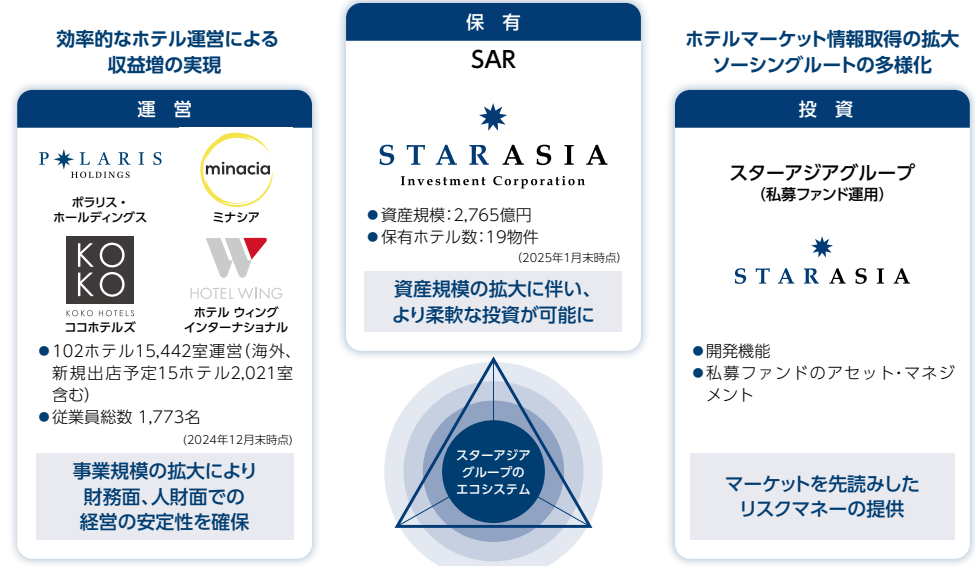 効率的なホテル運営による
収益増の実現
運 営
POLARIS
HOLDINGS
ポラリス・
ホールディングス
minacia
ミナシア
KO
KO
KOKO HOTELS
ココホテルズ
HOTEL WING
ホテル ウィング
インターナショナル
●102ホテル15,442室運営(海外、
新規出店予定15ホテル2,021室
含む)
●従業員総数 1,773名
(2024年12月末時点)
事業規模の拡大により
財務面、人財面での
経営の安定性を確保
保 有
SAR
STAR ASIA
Investment Corporation
●資産規模：2,765億円
●保有ホテル数：19物件
(2025年1月末時点)
資産規模の拡大に伴い、
より柔軟な投資が可能に
スターアジア
グループの
エコシステム
ホテルマーケット情報取得の拡大
ソーシングルートの多様化
投 資
スターアジアグループ
(私募ファンド運用)
STAR ASIA
●開発機能
●私募ファンドのアセット・マネジ
メント
マーケットを先読みした
リスクマネーの提供